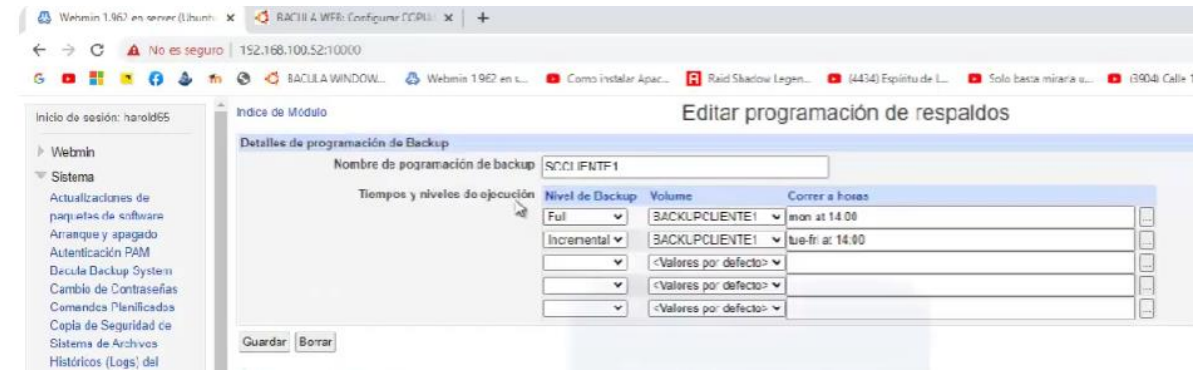 Webmin 1.962 en server (Ubunt
BACULA WEB: Configurar COPIA
No es seguro 192.168.100.52:10000
BACULA WINDOW...
Webmin 1.962 en s...
Como instalar Apac...
Raid Shadow Legen...
(4434) Espíritu de L...
Solo basta mirarla u...
(3904) Calle 1
Inicio de sesión: harold65
Indice de Módulo
Editar programación de respaldos
Webmin
Sistema
Actualizaciones de
paquetes de software
Arranque y apagado
Autenticación PAM
Bacula Backup System
Cambio de Contraseñas
Comandos Planificados
Copia de Seguridad de
Sistema de Archivos
Históricos (Logs) del
Detalles de programación de Backup
Nombre de pogramación de backup SCCLIENTE1
Tiempos y niveles de ejecución
Nivel de Backup Volume Correr a horas
Full BACKUPCLIENTE1 mon at 14:00 ...
Incremental BACKUPCLIENTE1 tue-fri at 14:00 ...
<Valores por defecto> ...
<Valores por defecto> ...
<Valores por defecto> ...
Guardar Borrar